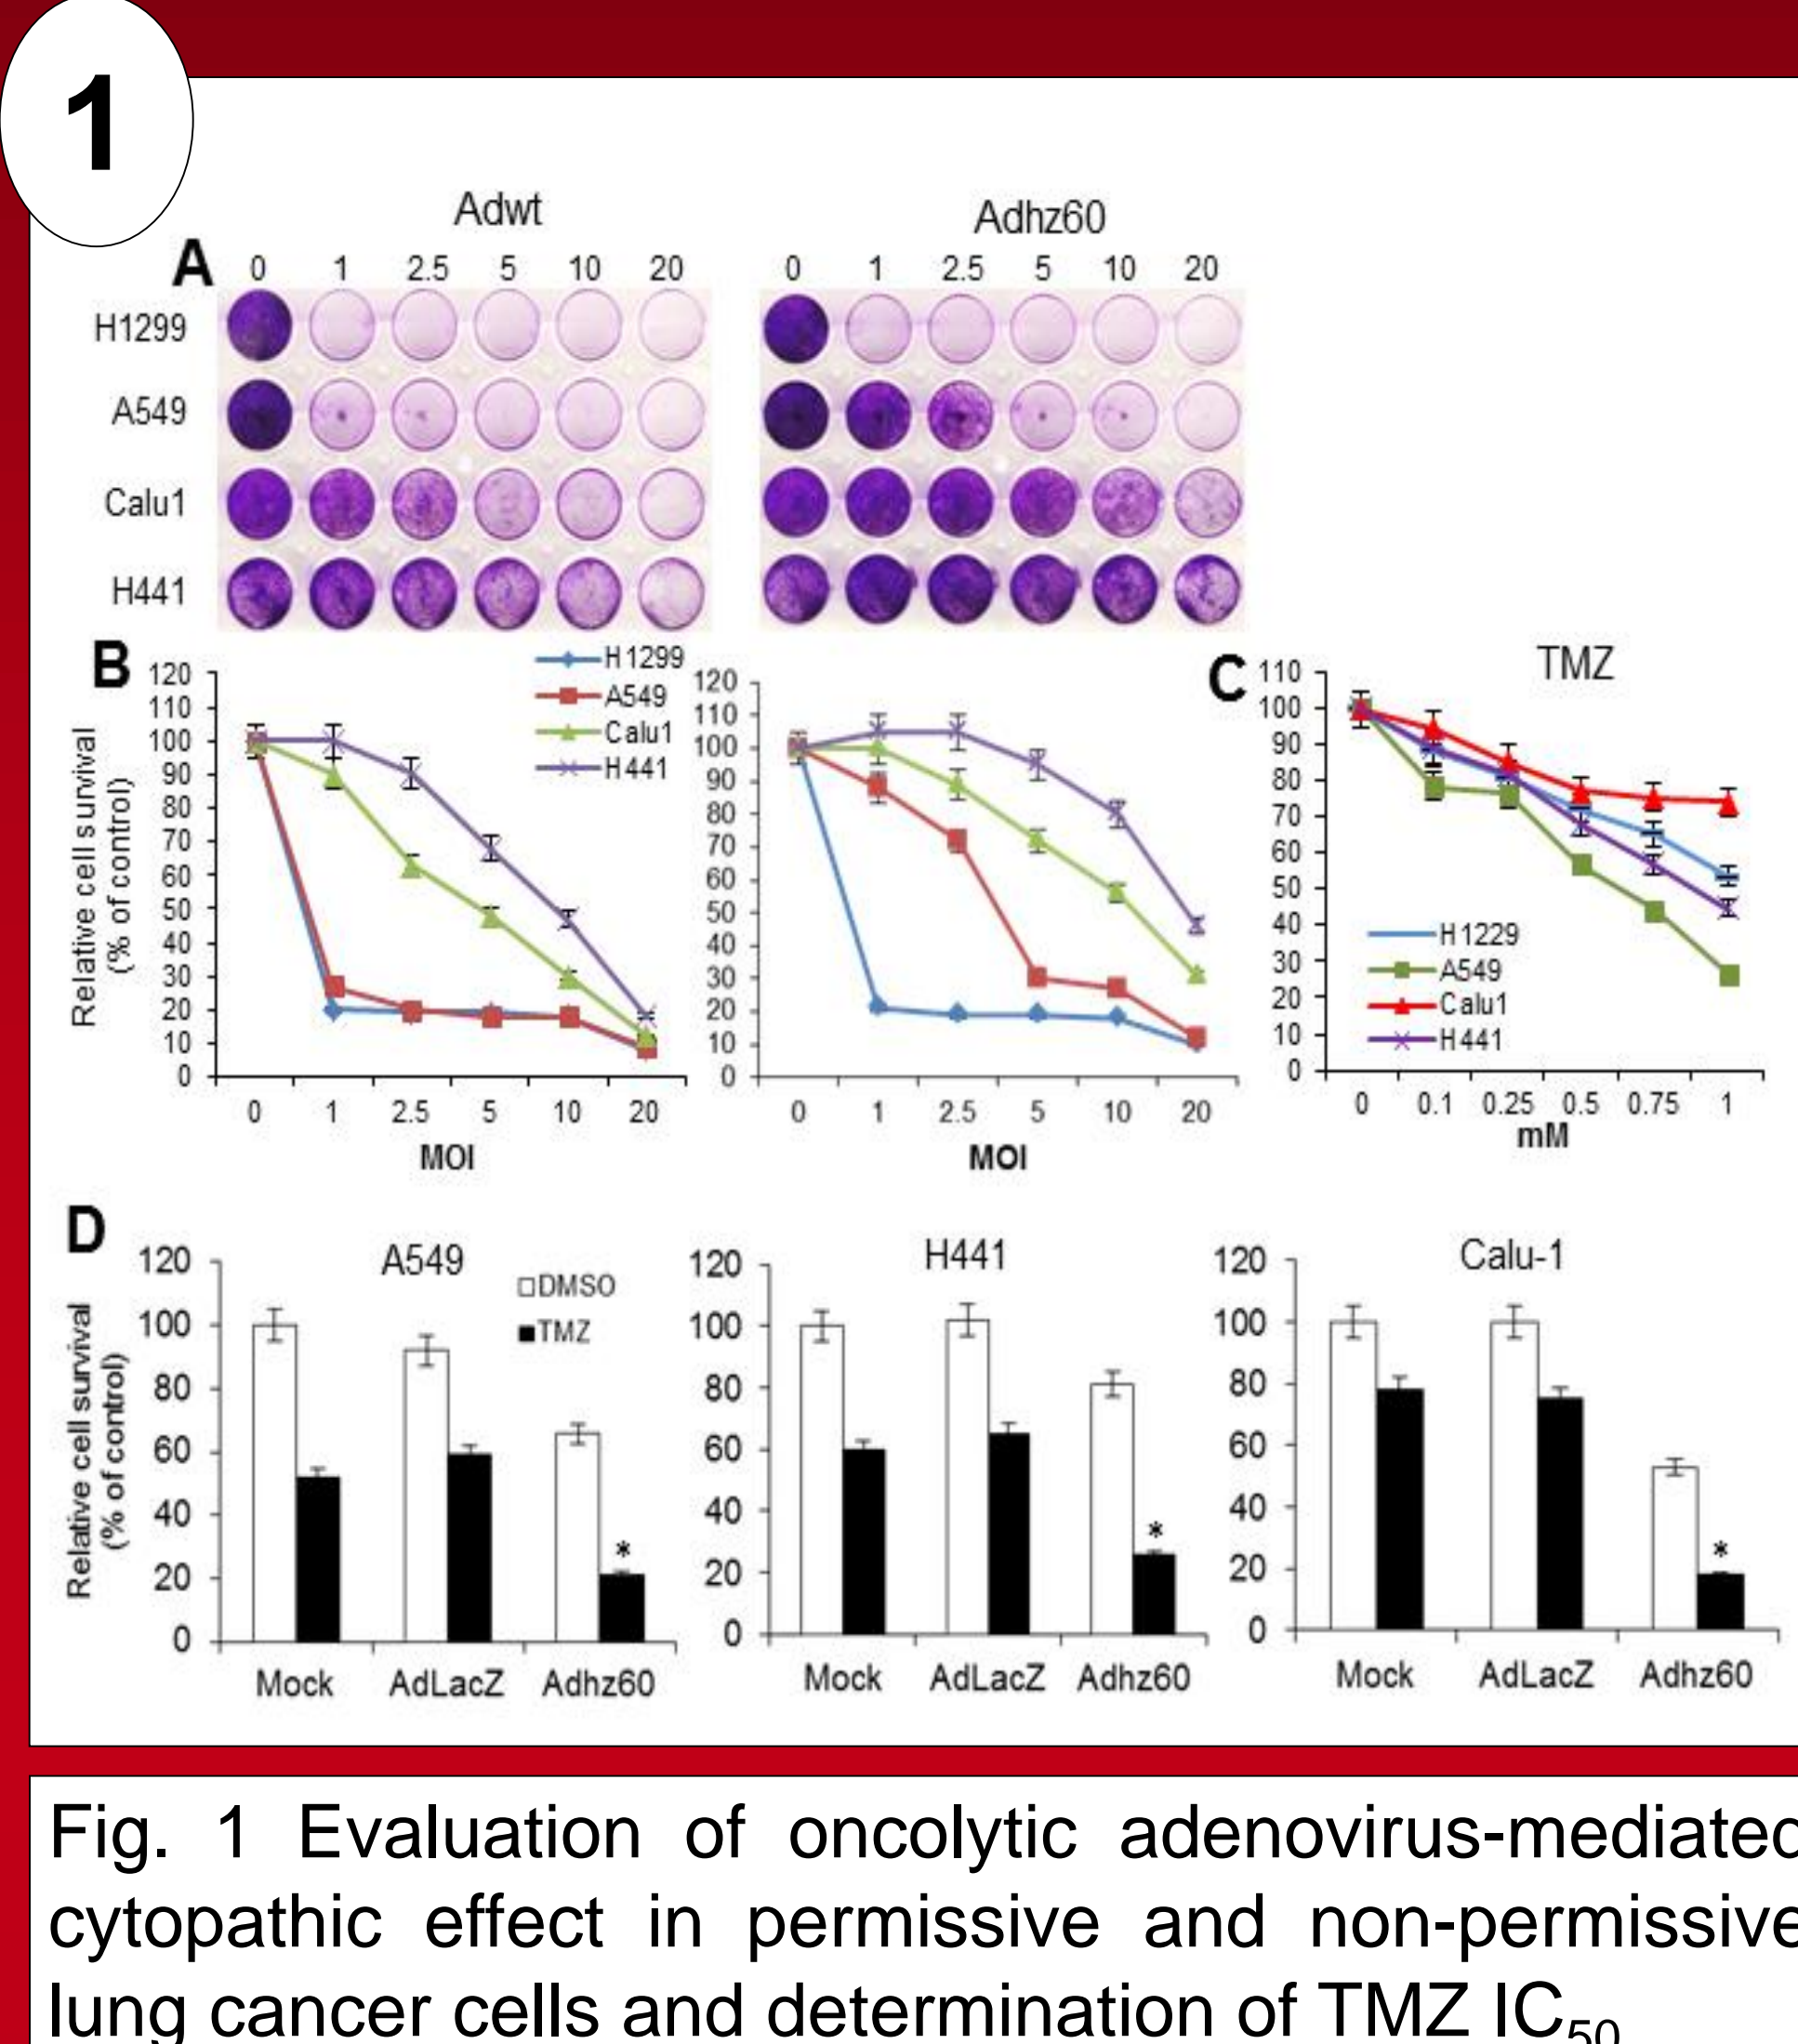 1
Adwt
Adhz60
A
0 1 2.5 5 10 20
0 1 2.5 5 10 20
H1299
A549
Calu1
H441
B
120
110
100
90
80
70
60
50
40
30
20
10
0
Relative cell survival
(% of control)
H1299
A549
Calu1
H441
0 1 2.5 5 10 20
MOI
120
110
100
90
80
70
60
50
40
30
20
10
0
0 1 2.5 5 10 20
MOI
C
TMZ
110
100
90
80
70
60
50
40
30
20
10
0
H1229
A549
Calu1
H441
0 0.1 0.25 0.5 0.75 1
mM
D
Relative cell survival
(% of control)
A549
DMSO
TMZ
120
100
80
60
40
20
0
*
Mock AdLacZ Adhz60
H441
120
100
80
60
40
20
0
*
Mock AdLacZ Adhz60
Calu-1
120
100
80
60
40
20
0
*
Mock AdLacZ Adhz60
Fig. 1 Evaluation of oncolytic adenovirus-mediated
cytopathic effect in permissive and non-permissive
lung cancer cells and determination of TMZ IC50